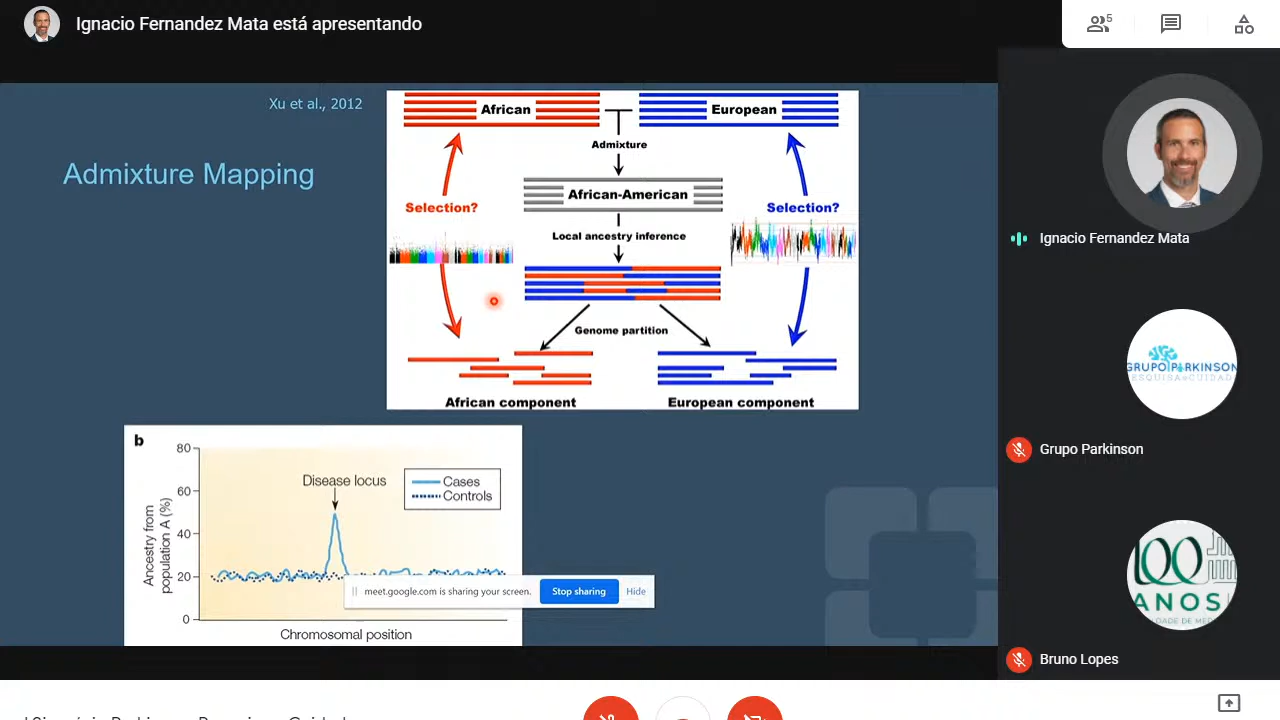 Ignacio Fernandez Mata está apresentando
5
Xu et al., 2012
Admixture Mapping
African
European
Admixture
African-American
Selection?
Selection?
Local ancestry inference
Genome partition
African component
European component
b
80
60
40
20
0
Ancestry from
population A (%)
Disease locus
Cases
Controls
Chromosomal position
meet.google.com is sharing your screen.
Stop sharing
Hide
Ignacio Fernandez Mata
GRUPO PARKINSON
PESQUISA e CUIDADO
Grupo Parkinson
100
ANOS
Bruno Lopes